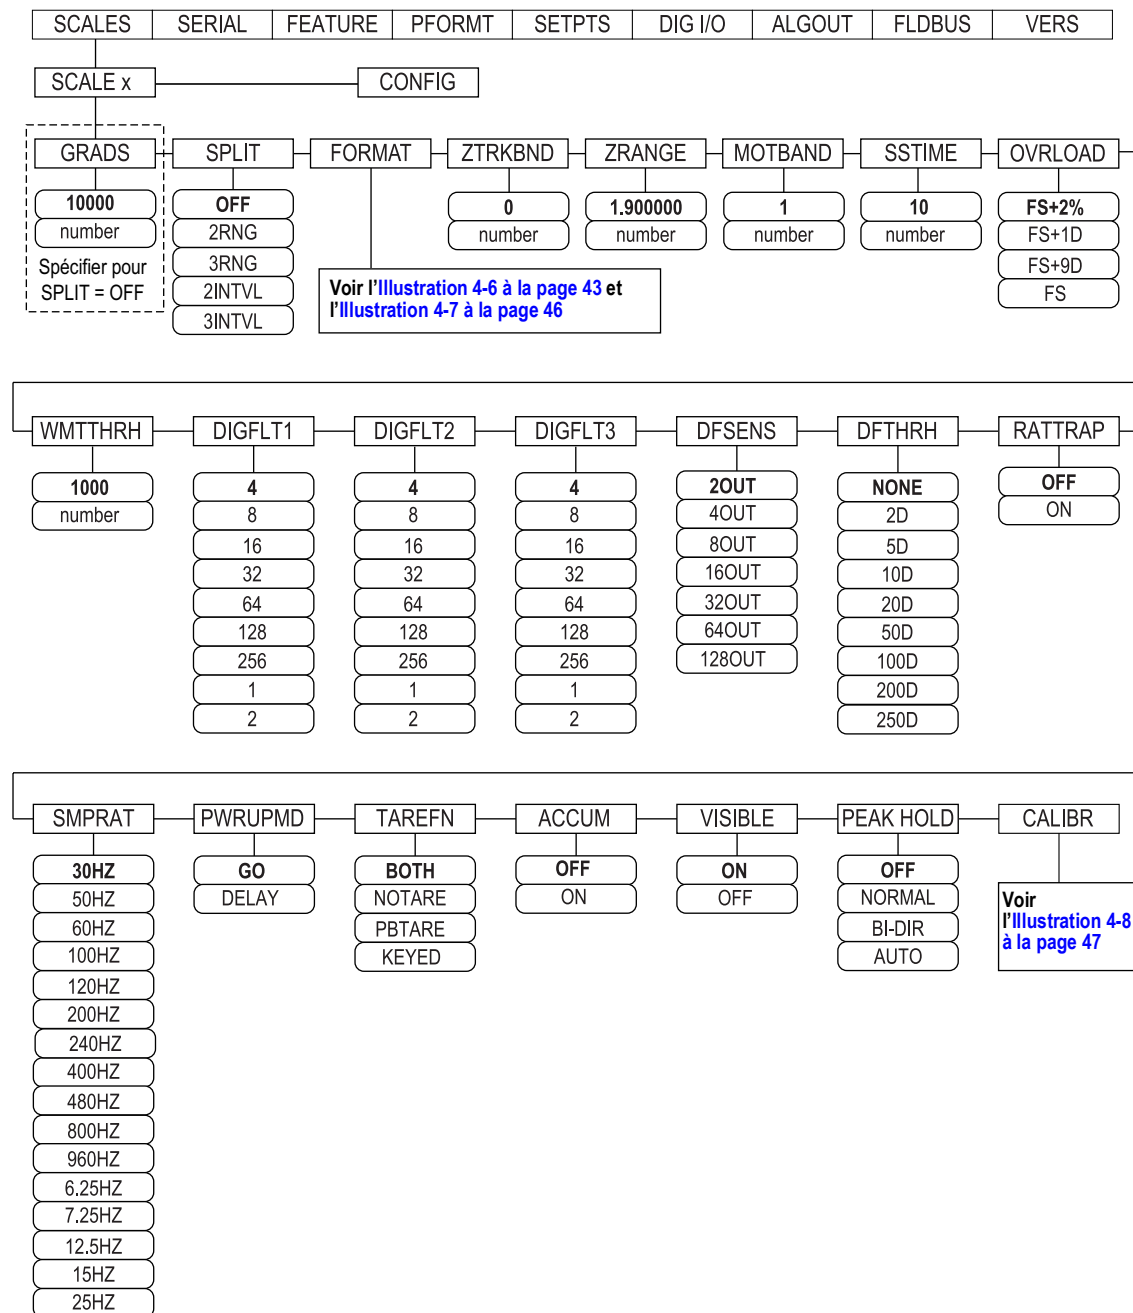 SCALES SERIAL FEATURE PFORMT SETPTS DIG I/O ALGOUT FLDBUS VERS
SCALE x CONFIG
GRADS SPLIT FORMAT ZTRKBND ZRANGE MOTBAND SSTIME OVRLOAD
10000
number
Spécifier pour
SPLIT = OFF
OFF
2RNG
3RNG
2INTVL
3INTVL
Voir l'Illustration 4-6 à la page 43 et
l'Illustration 4-7 à la page 46
0
number
1.900000
number
1
number
10
number
FS+2%
FS+1D
FS+9D
FS
WMTTHRH DIGFLT1 DIGFLT2 DIGFLT3 DFSENS DFTHRH RATTRAP
1000
number
4
8
16
32
64
128
256
1
2
4
8
16
32
64
128
256
1
2
4
8
16
32
64
128
256
1
2
2OUT
4OUT
8OUT
16OUT
32OUT
64OUT
128OUT
NONE
2D
5D
10D
20D
50D
100D
200D
250D
OFF
ON
SMPRAT PWRUPMD TAREFN ACCUM VISIBLE PEAK HOLD CALIBR
30HZ
50HZ
60HZ
100HZ
120HZ
200HZ
240HZ
400HZ
480HZ
800HZ
960HZ
6.25HZ
7.25HZ
12.5HZ
15HZ
25HZ
GO
DELAY
BOTH
NOTARE
PBTARE
KEYED
OFF
ON
ON
OFF
OFF
NORMAL
BI-DIR
AUTO
Voir
l'Illustration 4-8
à la page 47